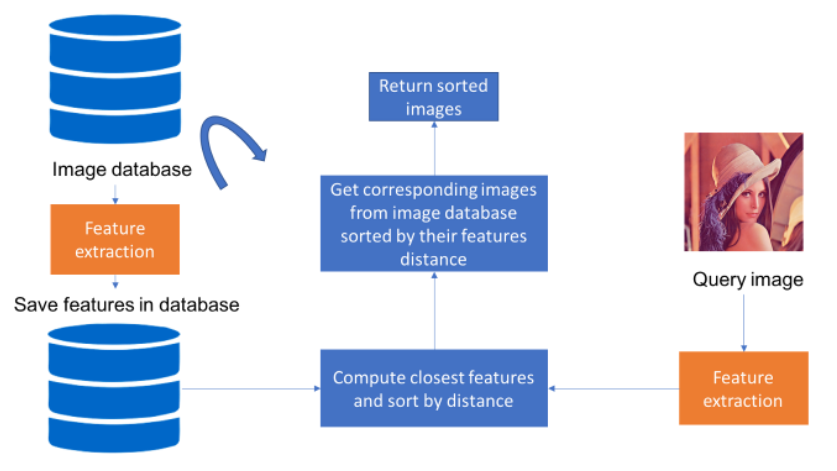 Image database
Feature
extraction
Save features in database
Return sorted
images
Get corresponding images
from image database
sorted by their features
distance
Compute closest features
and sort by distance
Query image
Feature
extraction